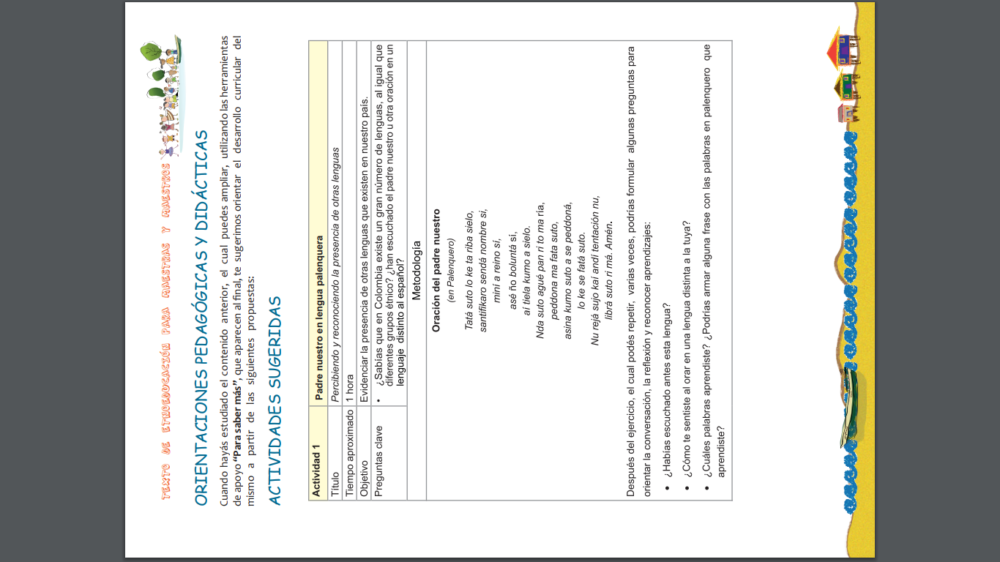 TEXTO DE ETNOEDUCACIÓN PARA MAESTRAS Y MAESTROS
ORIENTACIONES PEDAGÓGICAS Y DIDÁCTICAS
Cuando hayás estudiado el contenido anterior, el cual puedes ampliar, utilizando las herramientas
de apoyo “Para saber más”, que aparecen al final, te sugerimos orientar el desarrollo curricular del
mismo a partir de las siguientes propuestas:
ACTIVIDADES SUGERIDAS
Actividad 1 Padre nuestro en lengua palenquera
Título Percibiendo y reconociendo la presencia de otras lenguas
Tiempo aproximado 1 hora
Objetivo Evidenciar la presencia de otras lenguas que existen en nuestro país.
Preguntas clave • ¿Sabías que en Colombia existe un gran número de lenguas, al igual que
diferentes grupos étnico? ¿han escuchado el padre nuestro u otra oración en un
lenguaje distinto al español?
Metodología
Oración del padre nuestro
(en Palenquero)
Tatá suto lo ke ta riba sielo,
santifikaro sendá nombre si,
miní a reino sí,
asé ño boluntá sí,
aí tiela kumo a sielo.
Nda suto agué pan ri to ma ría,
peddona ma fata suto,
asina kumo suto a se peddoná,
lo ke se fatá suto.
Nu rejá sujo kaí andí tentación nu,
librá suto ri má. Amén.
Después del ejercicio, el cual podés repetir, varias veces, podrías formular algunas preguntas para
orientar la conversación, la reflexión y reconocer aprendizajes:
• ¿Habías escuchado antes esta lengua?
• ¿Cómo te sentiste al orar en una lengua distinta a la tuya?
• ¿Cuáles palabras aprendiste? ¿Podrías armar alguna frase con las palabras en palenquero que
aprendiste?